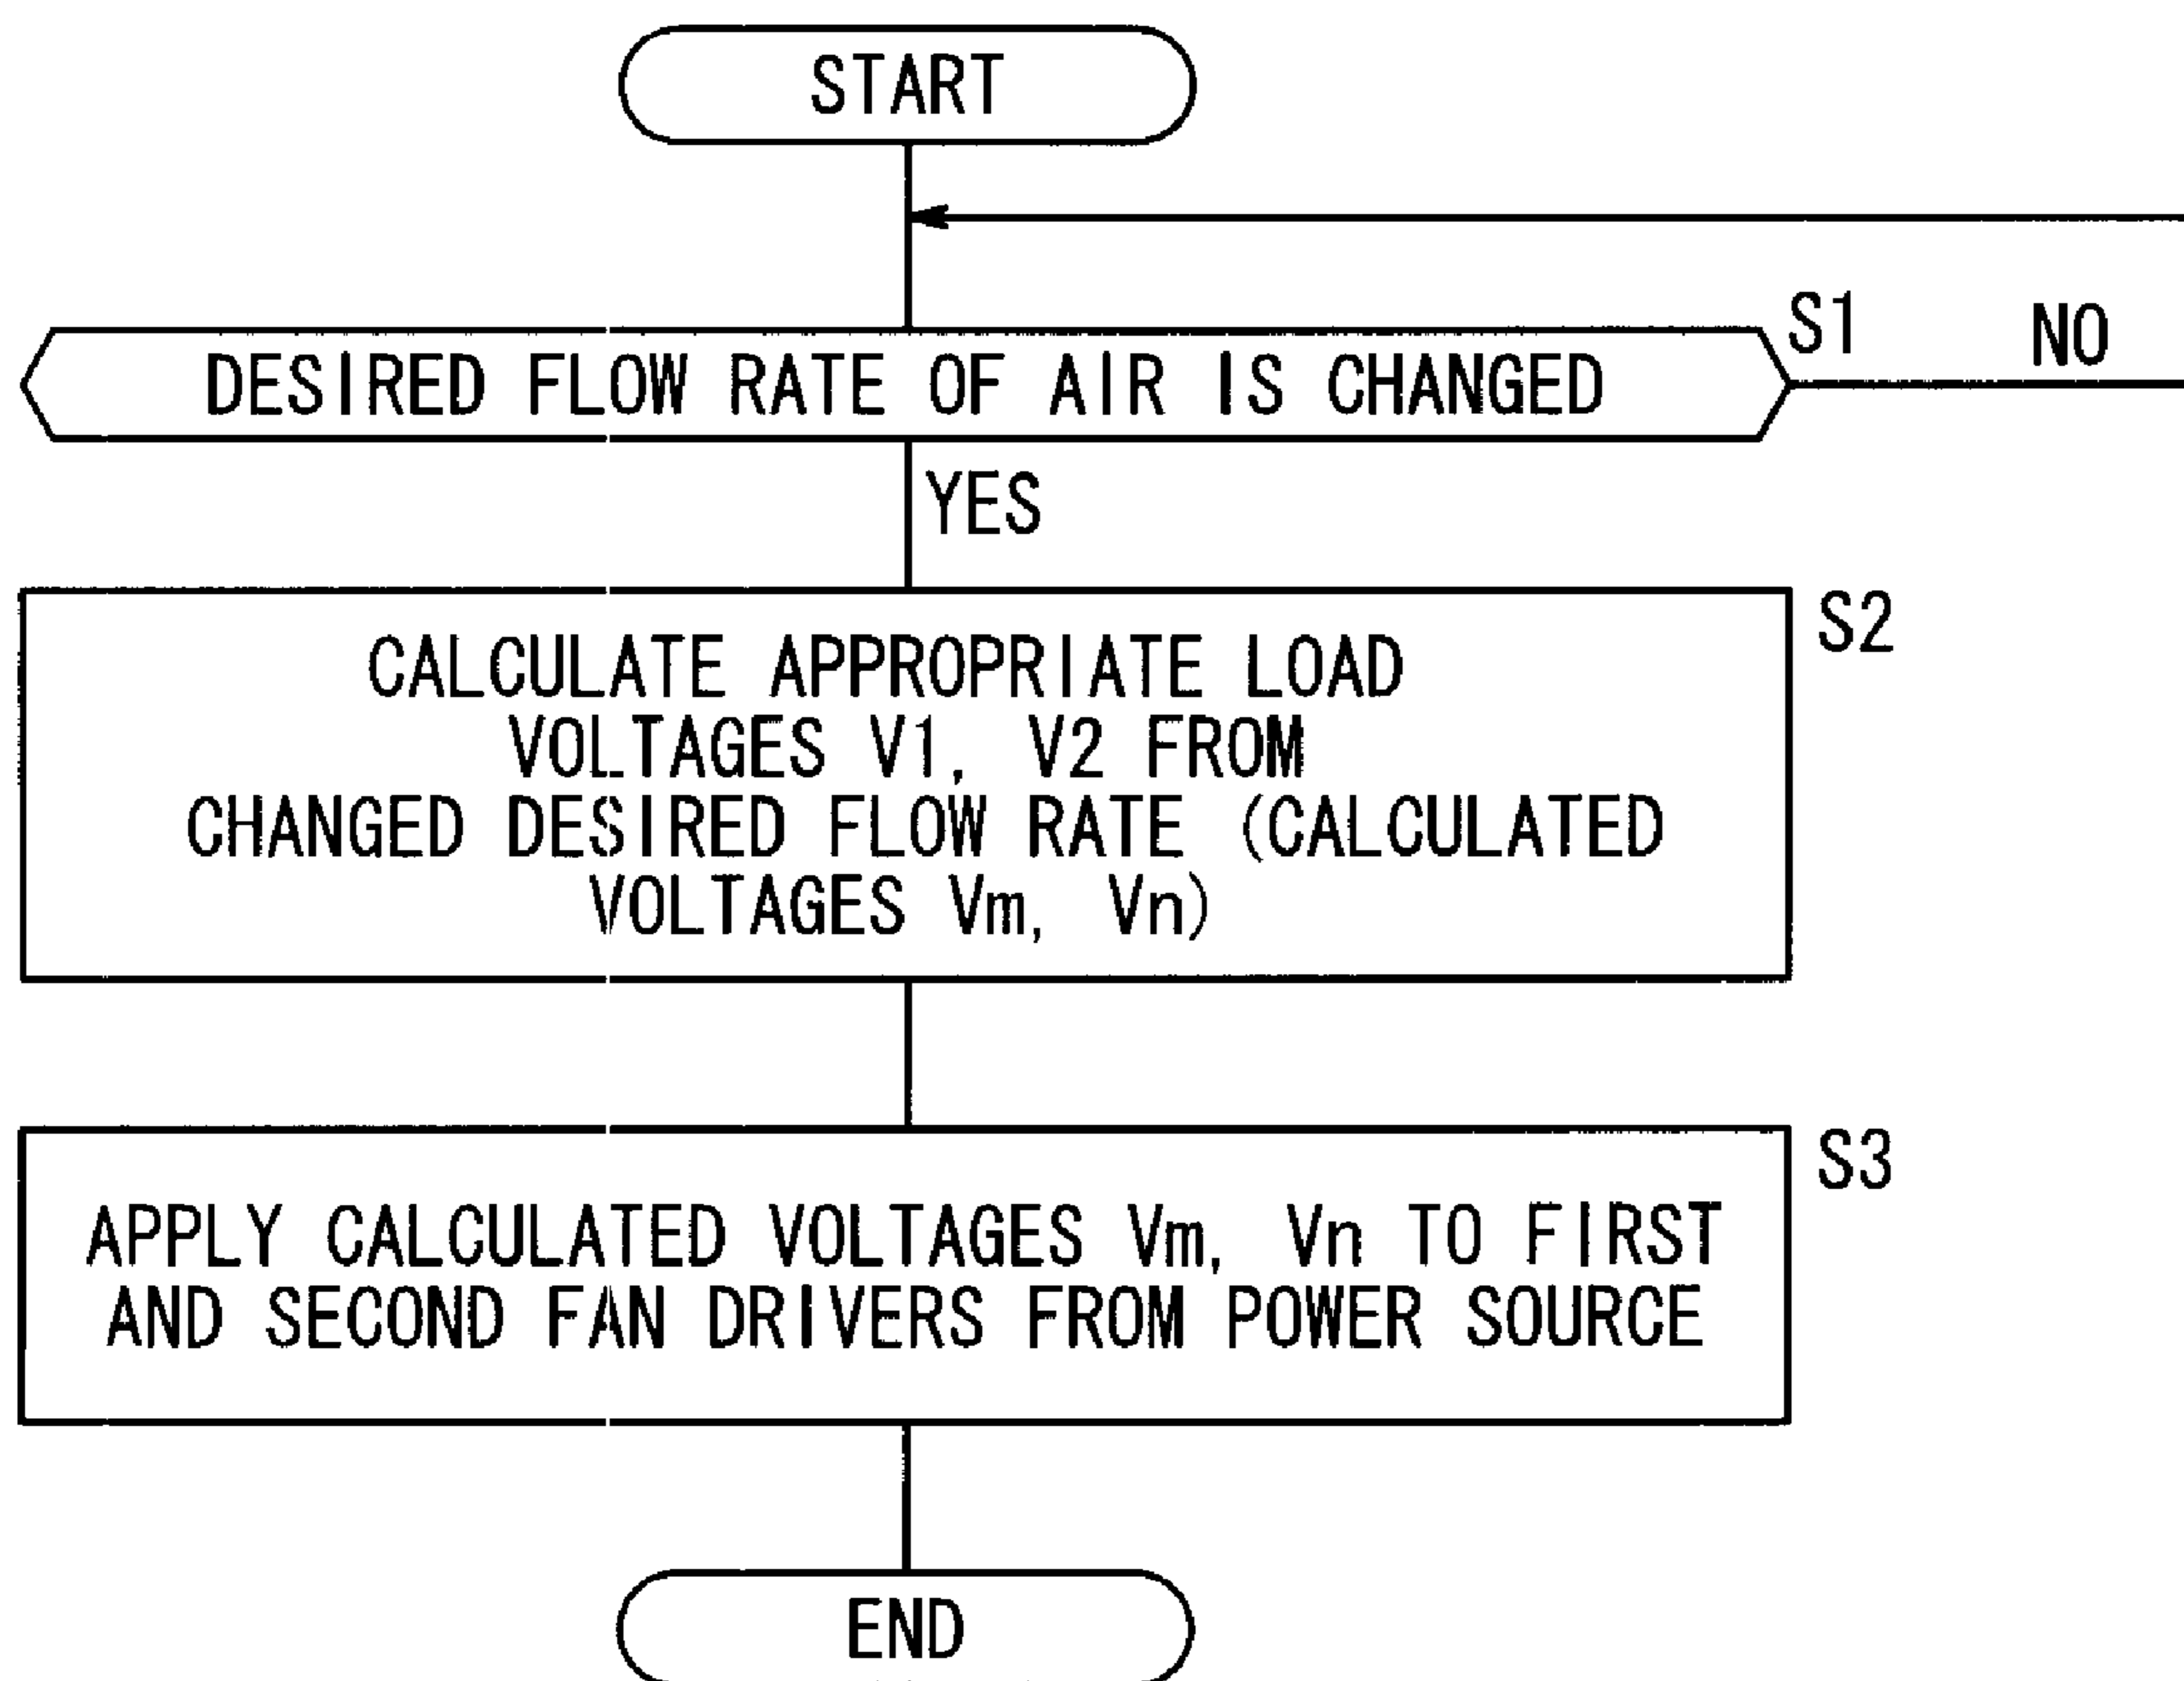 START
S1
NO
DESIRED FLOW RATE OF AIR IS CHANGED
YES
S2
CALCULATE APPROPRIATE LOAD
VOLTAGES V1, V2 FROM
CHANGED DESIRED FLOW RATE (CALCULATED
VOLTAGES Vm, Vn)
S3
APPLY CALCULATED VOLTAGES Vm, Vn TO FIRST
AND SECOND FAN DRIVERS FROM POWER SOURCE
END